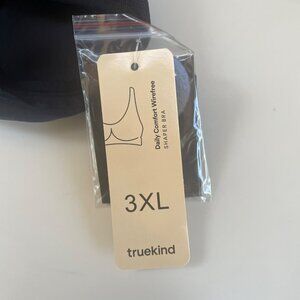 Daily Comfort Wirefree
SHAPER BRA
3XL
truekind